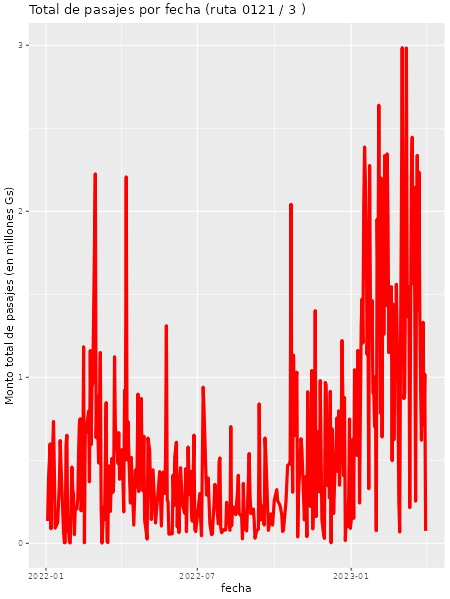 Total de pasajes por fecha (ruta 0121 / 3 )
Monto total de pasajes (en millones Gs)
3
2
1
0
2022-01
2022-07
2023-01
fecha